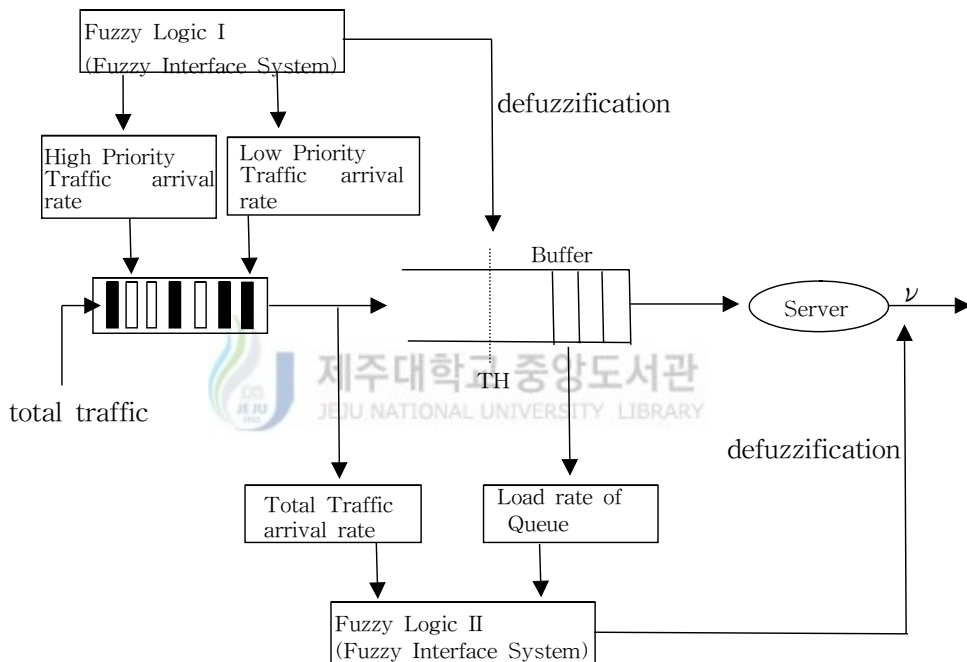 Fuzzy Logic I
(Fuzzy Interface System)
defuzzification
High Priority
Traffic arrival
rate
Low Priority
Traffic arrival
rate
Buffer
Server
ν
TH
total traffic
제주대학교 중앙도서관
JEJU NATIONAL UNIVERSITY LIBRARY
JEJU
1952
defuzzification
Total Traffic
arrival rate
Load rate of
Queue
Fuzzy Logic II
(Fuzzy Interface System)